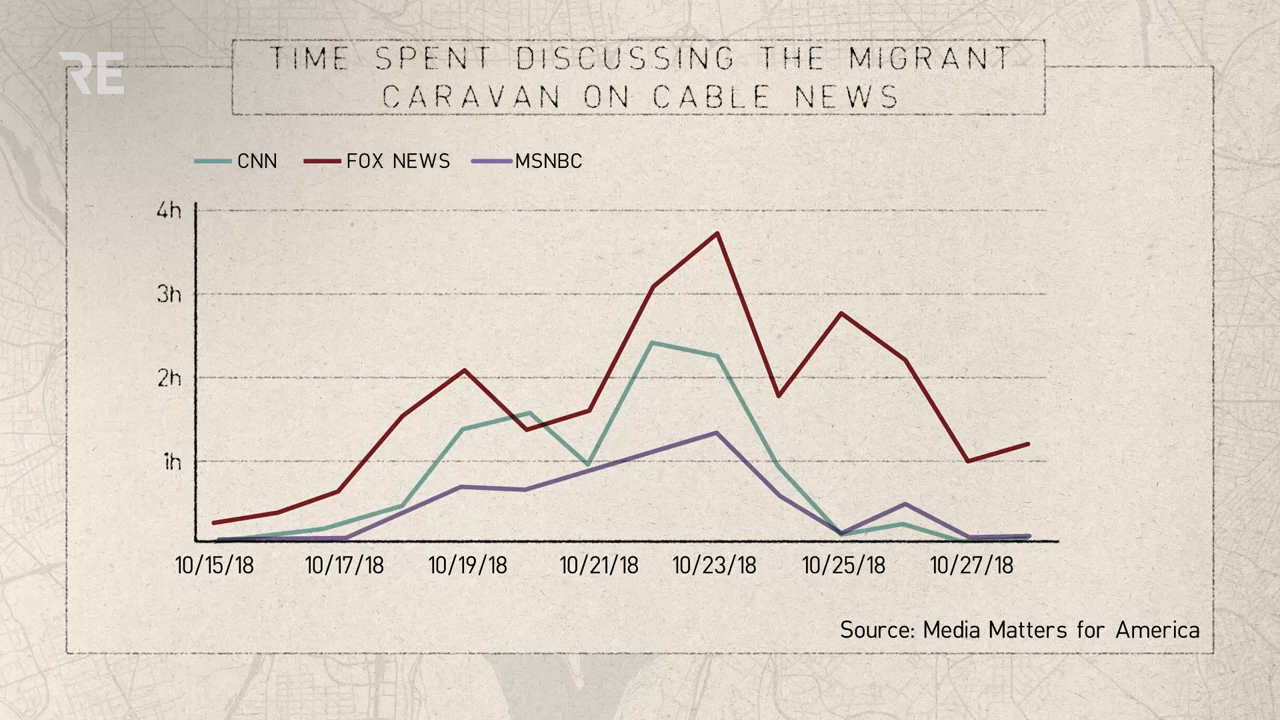 RE
TIME SPENT DISCUSSING THE MIGRANT
CARAVAN ON CABLE NEWS
CNN FOX NEWS MSNBC
4h
3h
2h
1h
10/15/18 10/17/18 10/19/18 10/21/18 10/23/18 10/25/18 10/27/18
Source: Media Matters for America